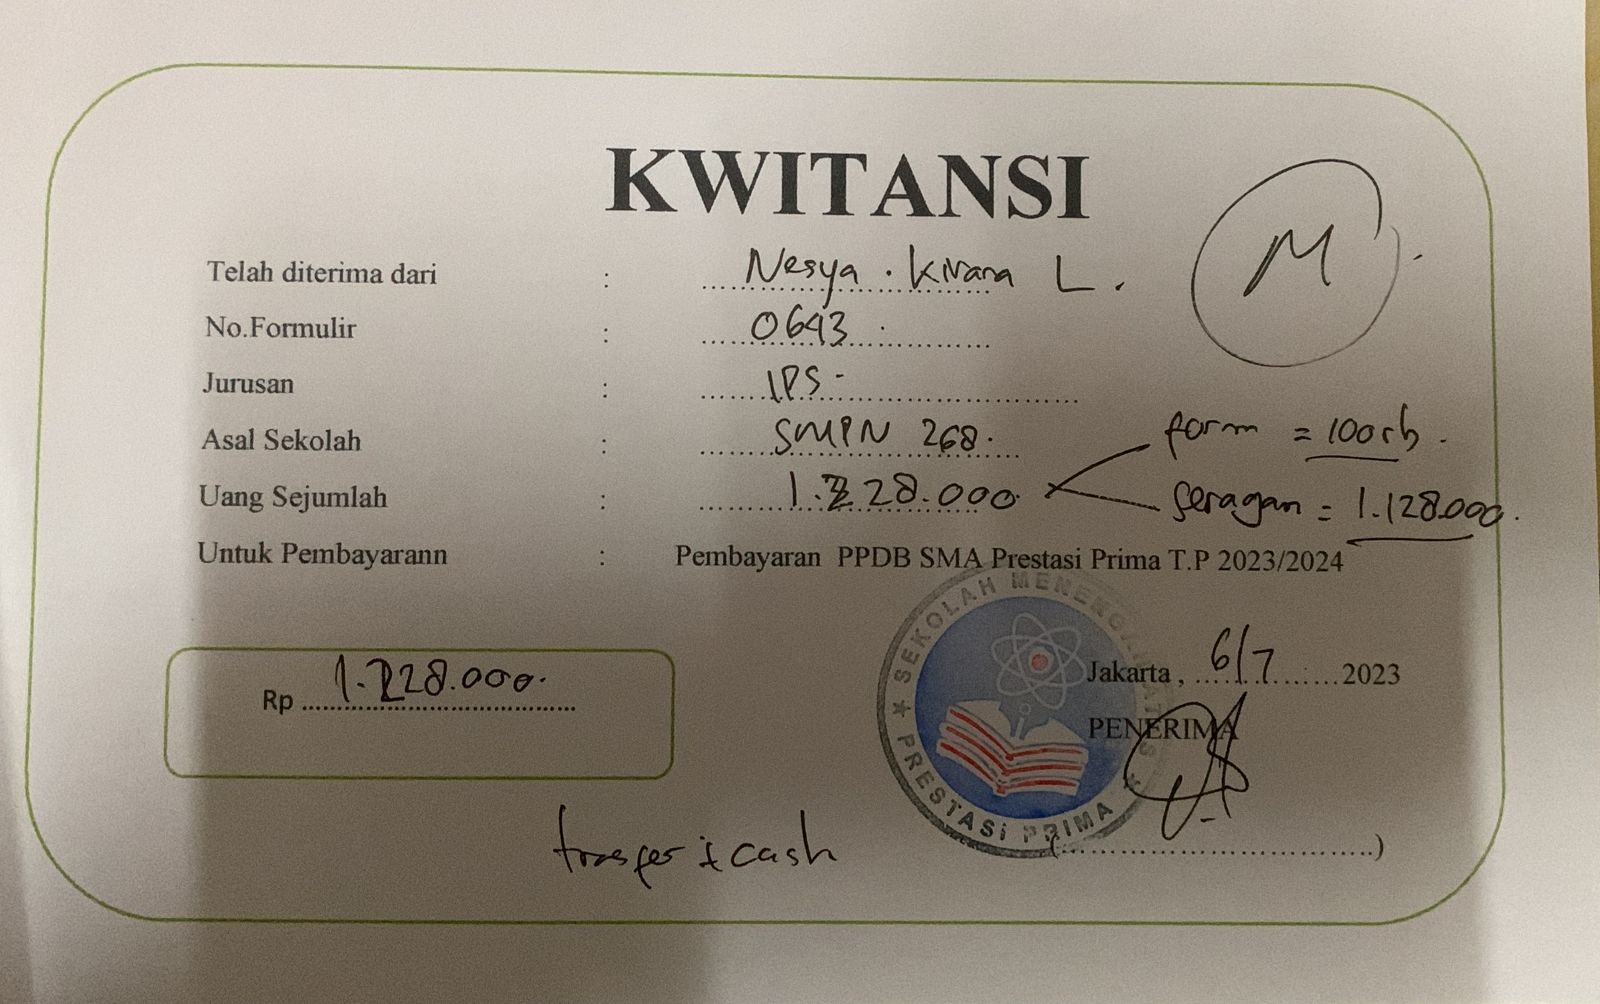 KWITANSI
M
Telah diterima dari : Nesya . Kirana L.
No.Formulir : 0643
Jurusan : IPS -
Asal Sekolah : SMPN 268.
form = 100rb.
Uang Sejumlah : 1.228.000
seragan = 1.128.000.
Untuk Pembayarann : Pembayaran PPDB SMA Prestasi Prima T.P 2023/2024
Rp 1.228.000.
SEKOLAH MENENGAH ATAS
PRESTASI PRIMA
Jakarta , 6/7 2023
PENERIMA
(..............................)
trasfer + cash